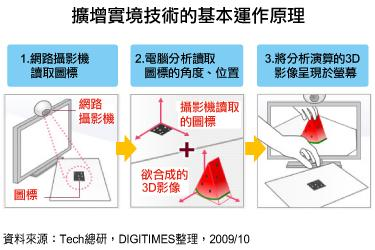 擴增實境技術的基本運作原理
1.網路攝影機
讀取圖標
2.電腦分析讀取
圖標的角度、位置
3.將分析演算的3D
影像呈現於螢幕
網路
攝影機
圖標
攝影機讀取
的圖標
+
欲合成的
3D影像
資料來源：Tech總研，DIGITIMES整理，2009/10